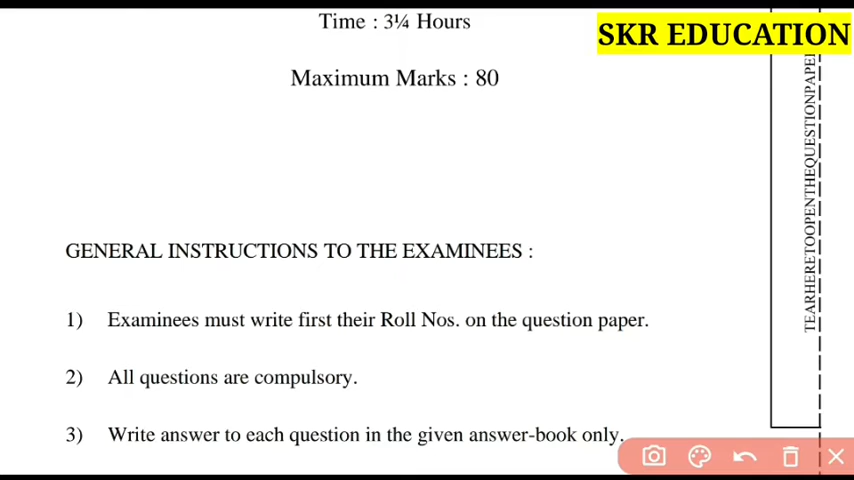 Time : 3¼ Hours
SKR EDUCATION
Maximum Marks : 80
GENERAL INSTRUCTIONS TO THE EXAMINEES :
1) Examinees must write first their Roll Nos. on the question paper.
2) All questions are compulsory.
3) Write answer to each question in the given answer-book only.
TEARHERETOOPENTHEQUESTIONPAPER